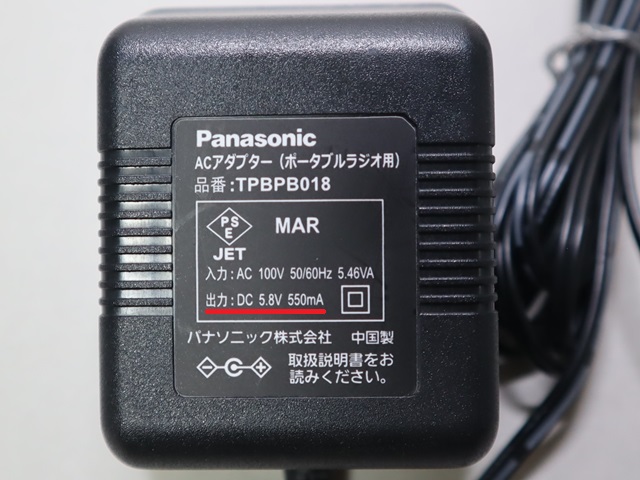 Panasonic
ACアダプター (ポータブルラジオ用)
品番:TPBPB018
PS
E
MAR
JET
入力:AC 100V 50/60Hz 5.46VA
出力:DC 5.8V 550mA
パナソニック株式会社 中国製
取扱説明書をお
読みください。